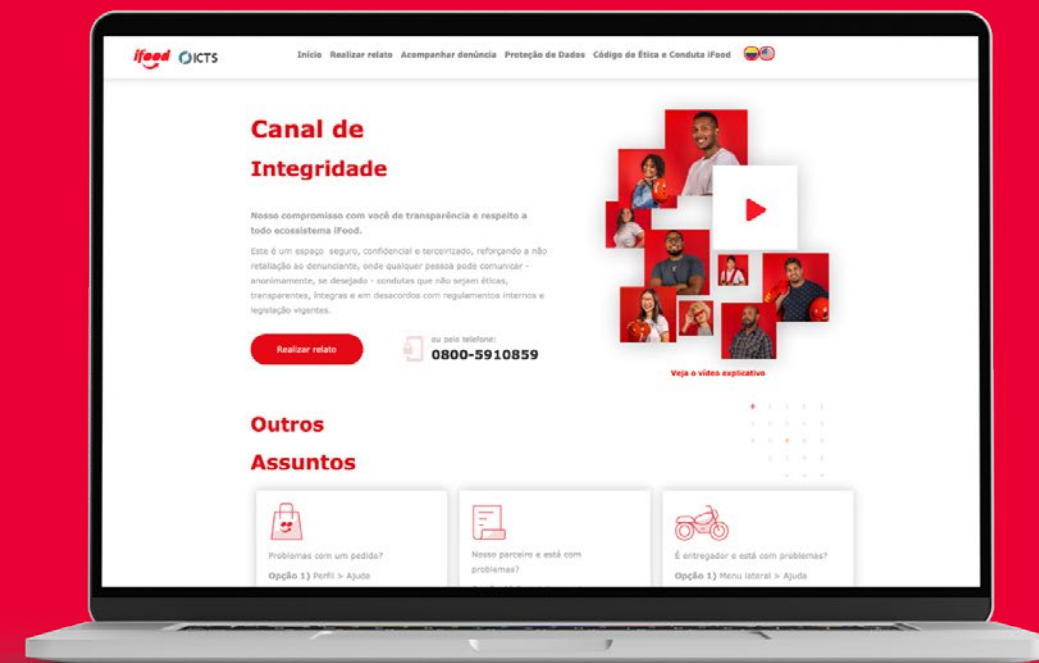 ifood ICTS
Início Realizar relato Acompanhar denúncia Proteção de Dados Código de Ética e Conduta iFood
Canal de
Integridade
Nosso compromisso com você de transparência e respeito a
todo ecossistema iFood.
Este é um espaço seguro, confidencial e terceirizado, reforçando a não
retaliação ao denunciante, onde qualquer pessoa pode comunicar -
anonimamente, se desejado - condutas que não sejam éticas,
transparentes, íntegras e em desacordos com regulamentos internos e
legislação vigentes.
Realizar relato
ou pelo telefone:
0800-5910859
Veja o vídeo explicativo
Outros
Assuntos
Problemas com um pedido?
Opção 1) Perfil > Ajuda
Nosso parceiro e está com
problemas?
É entregador e está com problemas?
Opção 1) Menu lateral > Ajuda